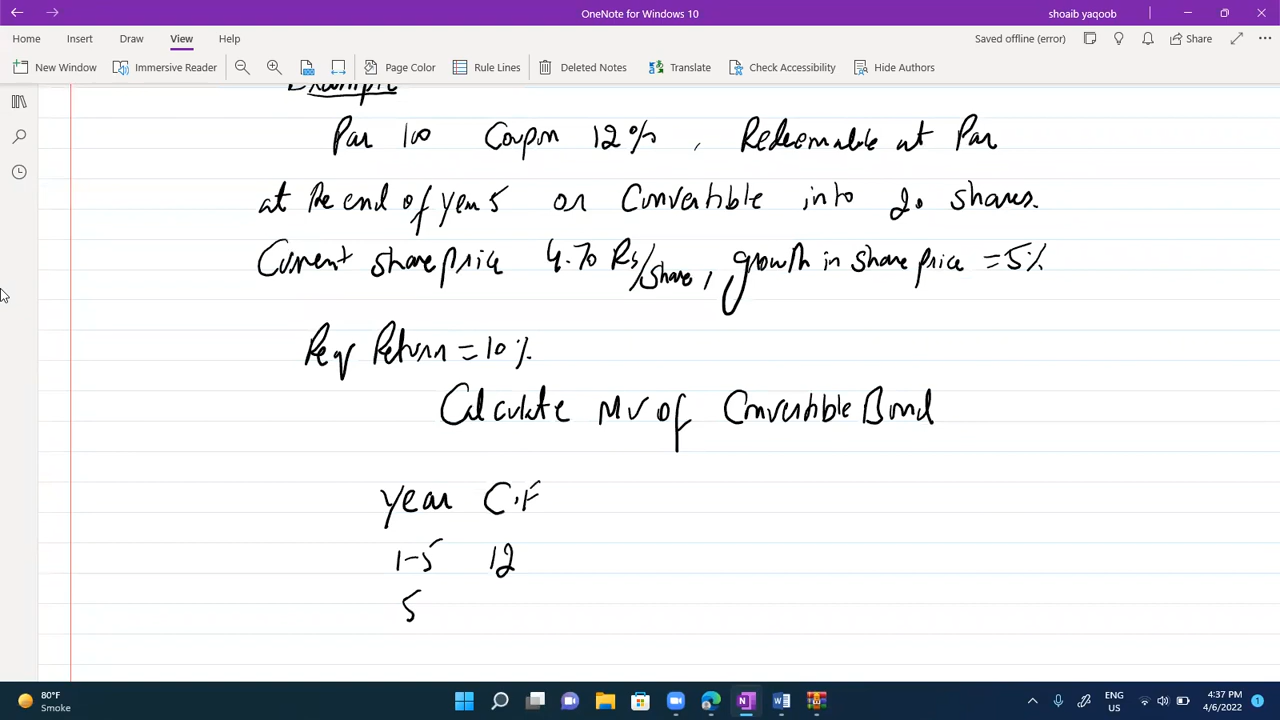 OneNote for Windows 10
shoaib yaqoob
Home Insert Draw View Help
Saved offline (error) Share
New Window Immersive Reader Page Color Rule Lines Deleted Notes Translate Check Accessibility Hide Authors
Example
Par 100 Coupon 12% , Redeemable at Par
at the end of year 5 or Convertible into 20 shares.
Current share price 4.70 Rs/share, growth in share price = 5%
Req Return = 10%
Calculate MV of Convertible Bond
year C.F
1-5 12
5
80°F
Smoke
ENG
US
4:37 PM
4/6/2022